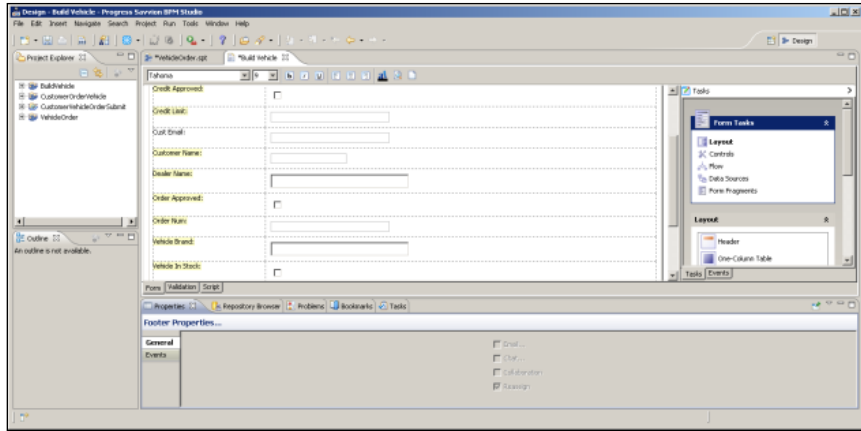 Design - Build Vehicle - Progress Savvion BPM Studio
File Edit Insert Navigate Search Project Run Tools Window Help
Design
Project Explorer
*VehicleOrder.spt
*Build Vehicle
Tahoma
9
B I U
BuildVehicle
CustomerOrderVehicle
CustomerVehicleOrderSubmit
VehicleOrder
Credit Approved:
Credit Limit:
Cust Email:
Customer Name:
Dealer Name:
Order Approved:
Order Num:
Vehicle Brand:
Vehicle In Stock:
Form Validation Script
Tasks
Form Tasks
Layout
Controls
Flow
Data Sources
Form Fragments
Layout
Header
One-Column Table
Tasks Events
Outline
An outline is not available.
Properties Repository Browser Problems Bookmarks Tasks
Footer Properties...
General
Events
Email...
Chat...
Collaboration
Reassign